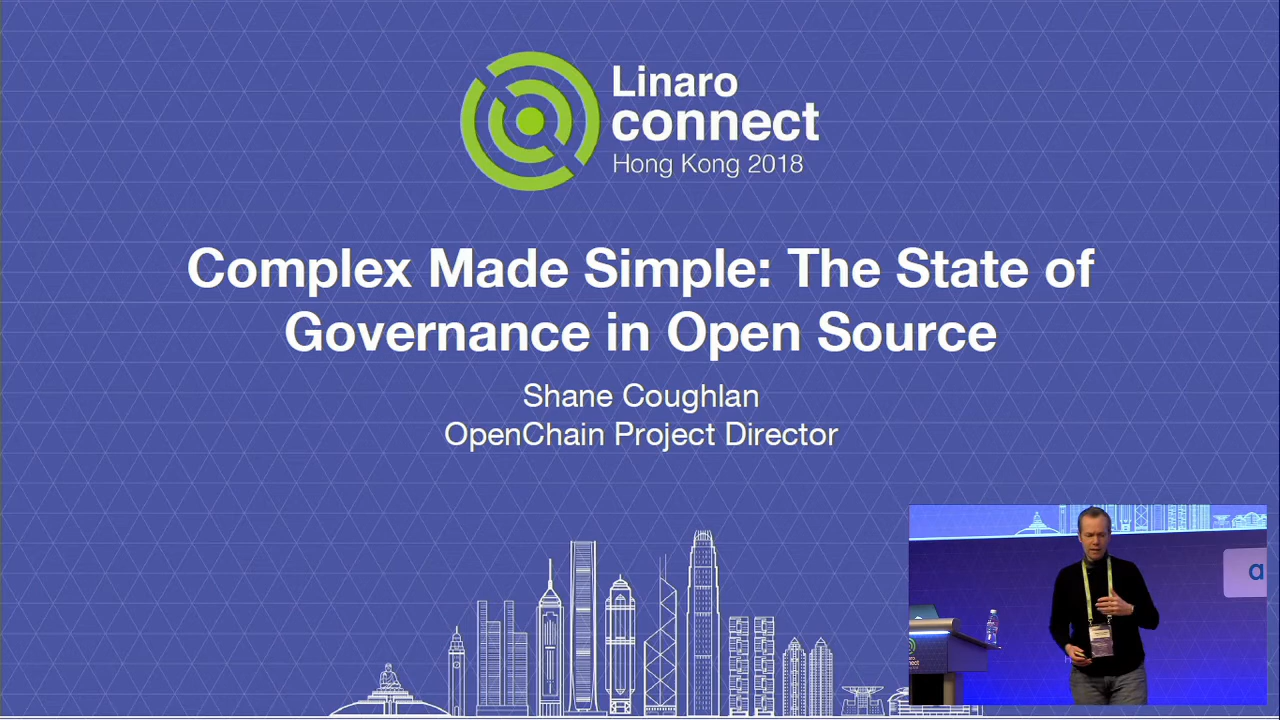 Linaro
connect
Hong Kong 2018
Complex Made Simple: The State of
Governance in Open Source
Shane Coughlan
OpenChain Project Director
a
Linaro